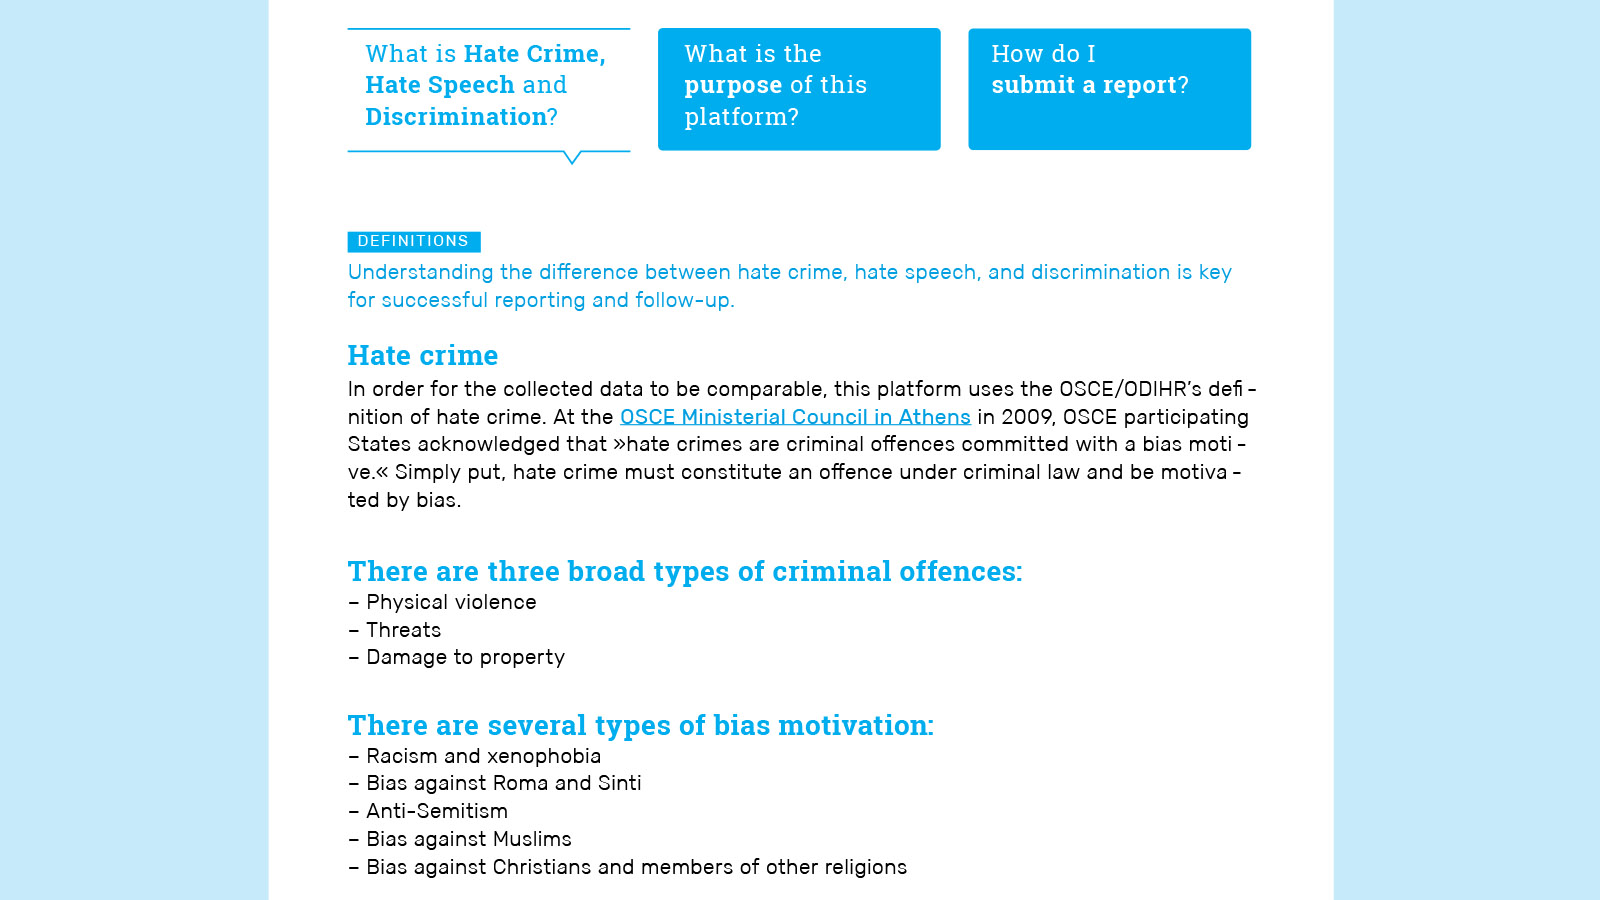 What is Hate Crime,
Hate Speech and
Discrimination?
What is the
purpose of this
platform?
How do I
submit a report?
DEFINITIONS
Understanding the difference between hate crime, hate speech, and discrimination is key
for successful reporting and follow-up.
Hate crime
In order for the collected data to be comparable, this platform uses the OSCE/ODIHR's defi -
nition of hate crime. At the OSCE Ministerial Council in Athens in 2009, OSCE participating
States acknowledged that »hate crimes are criminal offences committed with a bias moti -
ve.« Simply put, hate crime must constitute an offence under criminal law and be motiva -
ted by bias.
There are three broad types of criminal offences:
– Physical violence
– Threats
– Damage to property
There are several types of bias motivation:
– Racism and xenophobia
– Bias against Roma and Sinti
– Anti-Semitism
– Bias against Muslims
– Bias against Christians and members of other religions